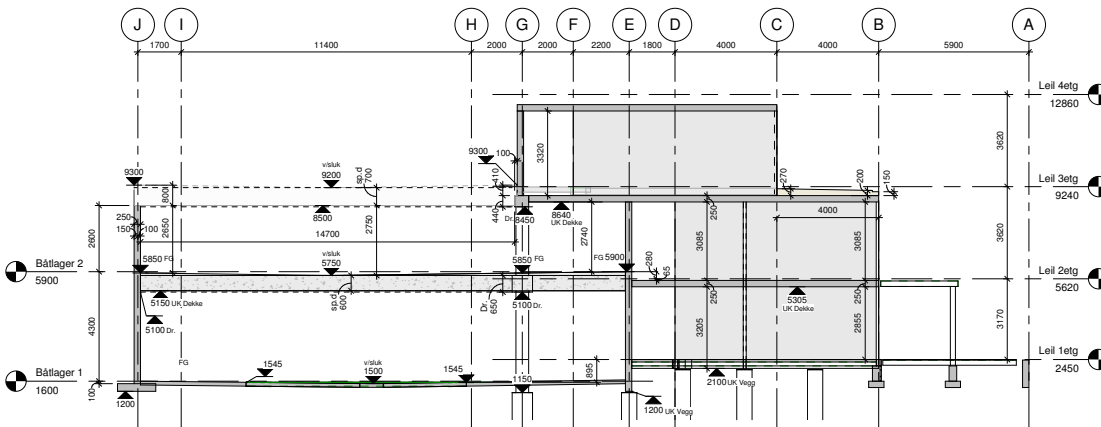 J I H G F E D C B A
1700 11400 2000 2000 2200 1800 4000 4000 5900
Leil 4etg
12860
3620
3320
9300
100
410
v/sluk
9200
sp.d
700
9300
800
270
200
150
Leil 3etg
9240
8500
440
Dr.
8450
8640
UK Dekke
250
4000
250
150
100
2650
2600
2750
14700
2740
3085
3085
3620
5850 FG
v/sluk
5750
5850 FG
FG 5900
280
65
Båtlager 2
5900
Leil 2etg
5620
5150 UK Dekke
5100 Dr.
sp.d
600
Dr.
650
5100 Dr.
250
5305
UK Dekke
250
4300
3205
2855
3170
FG
1545
v/sluk
1500
1545
1150
895
Leil 1etg
2450
Båtlager 1
1600
2100 UK Vegg
100
1200
1200 UK Vegg